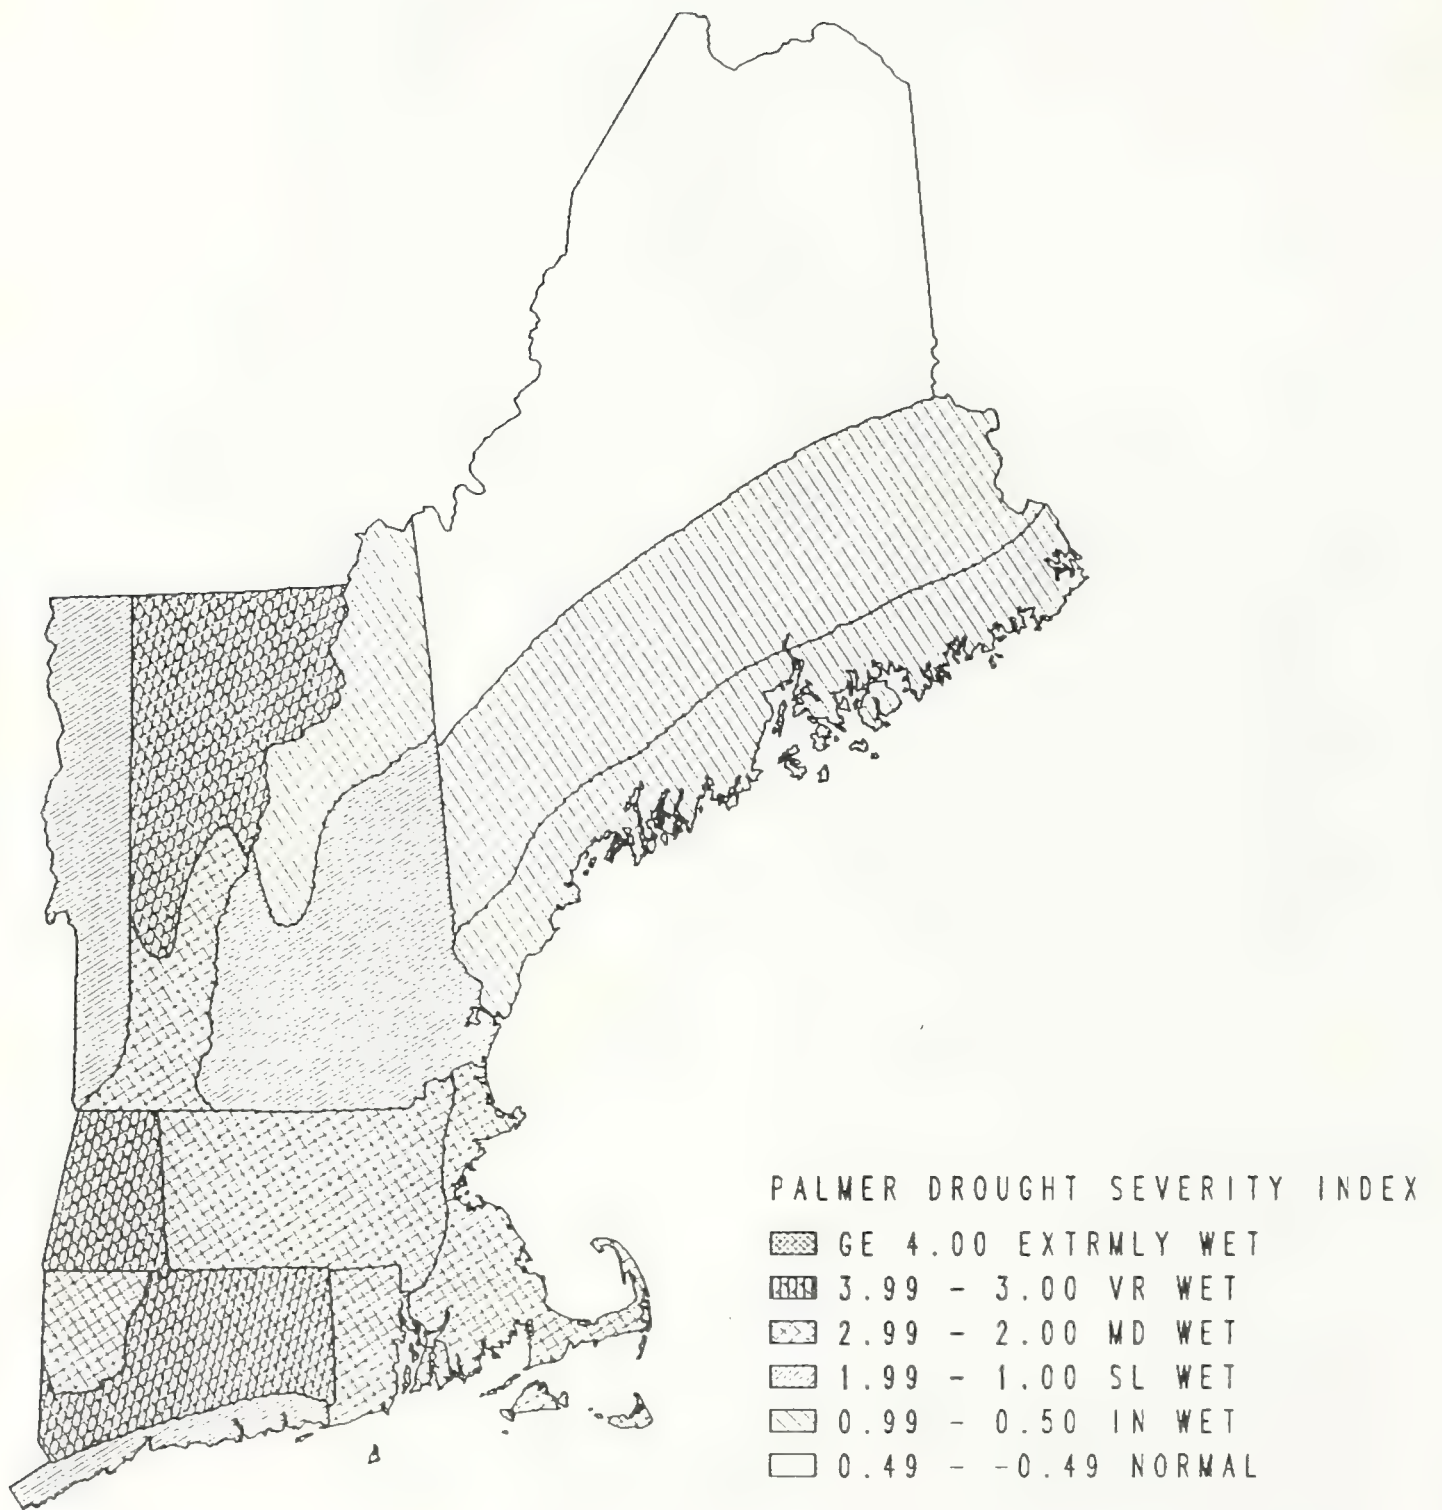 PALMER DROUGHT SEVERITY INDEX
GE 4.00 EXTRMLY WET
3.99 - 3.00 VR WET
2.99 - 2.00 MD WET
1.99 - 1.00 SL WET
0.99 - 0.50 IN WET
0.49 - -0.49 NORMAL